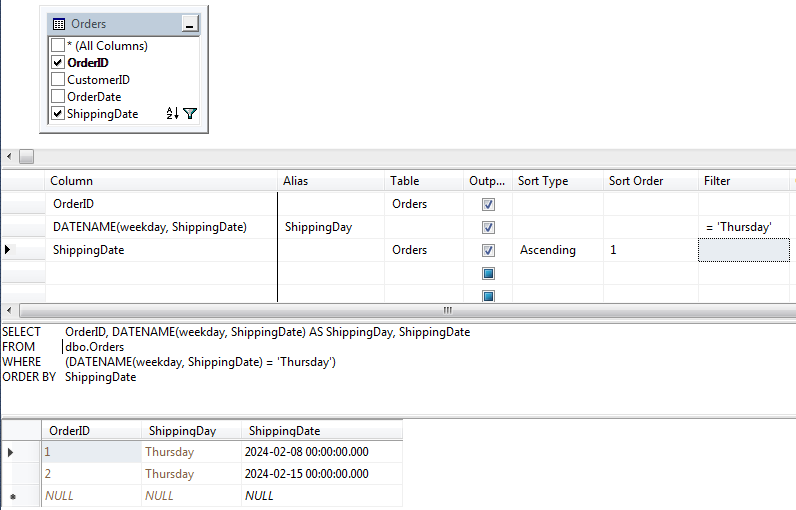 Orders
* (All Columns)
OrderID
CustomerID
OrderDate
ShippingDate
Column Alias Table Outp... Sort Type Sort Order Filter
OrderID Orders
DATENAME(weekday, ShippingDate) ShippingDay = 'Thursday'
ShippingDate Orders Ascending 1
SELECT OrderID, DATENAME(weekday, ShippingDate) AS ShippingDay, ShippingDate
FROM dbo.Orders
WHERE (DATENAME(weekday, ShippingDate) = 'Thursday')
ORDER BY ShippingDate
OrderID ShippingDay ShippingDate
1 Thursday 2024-02-08 00:00:00.000
2 Thursday 2024-02-15 00:00:00.000
NULL NULL NULL